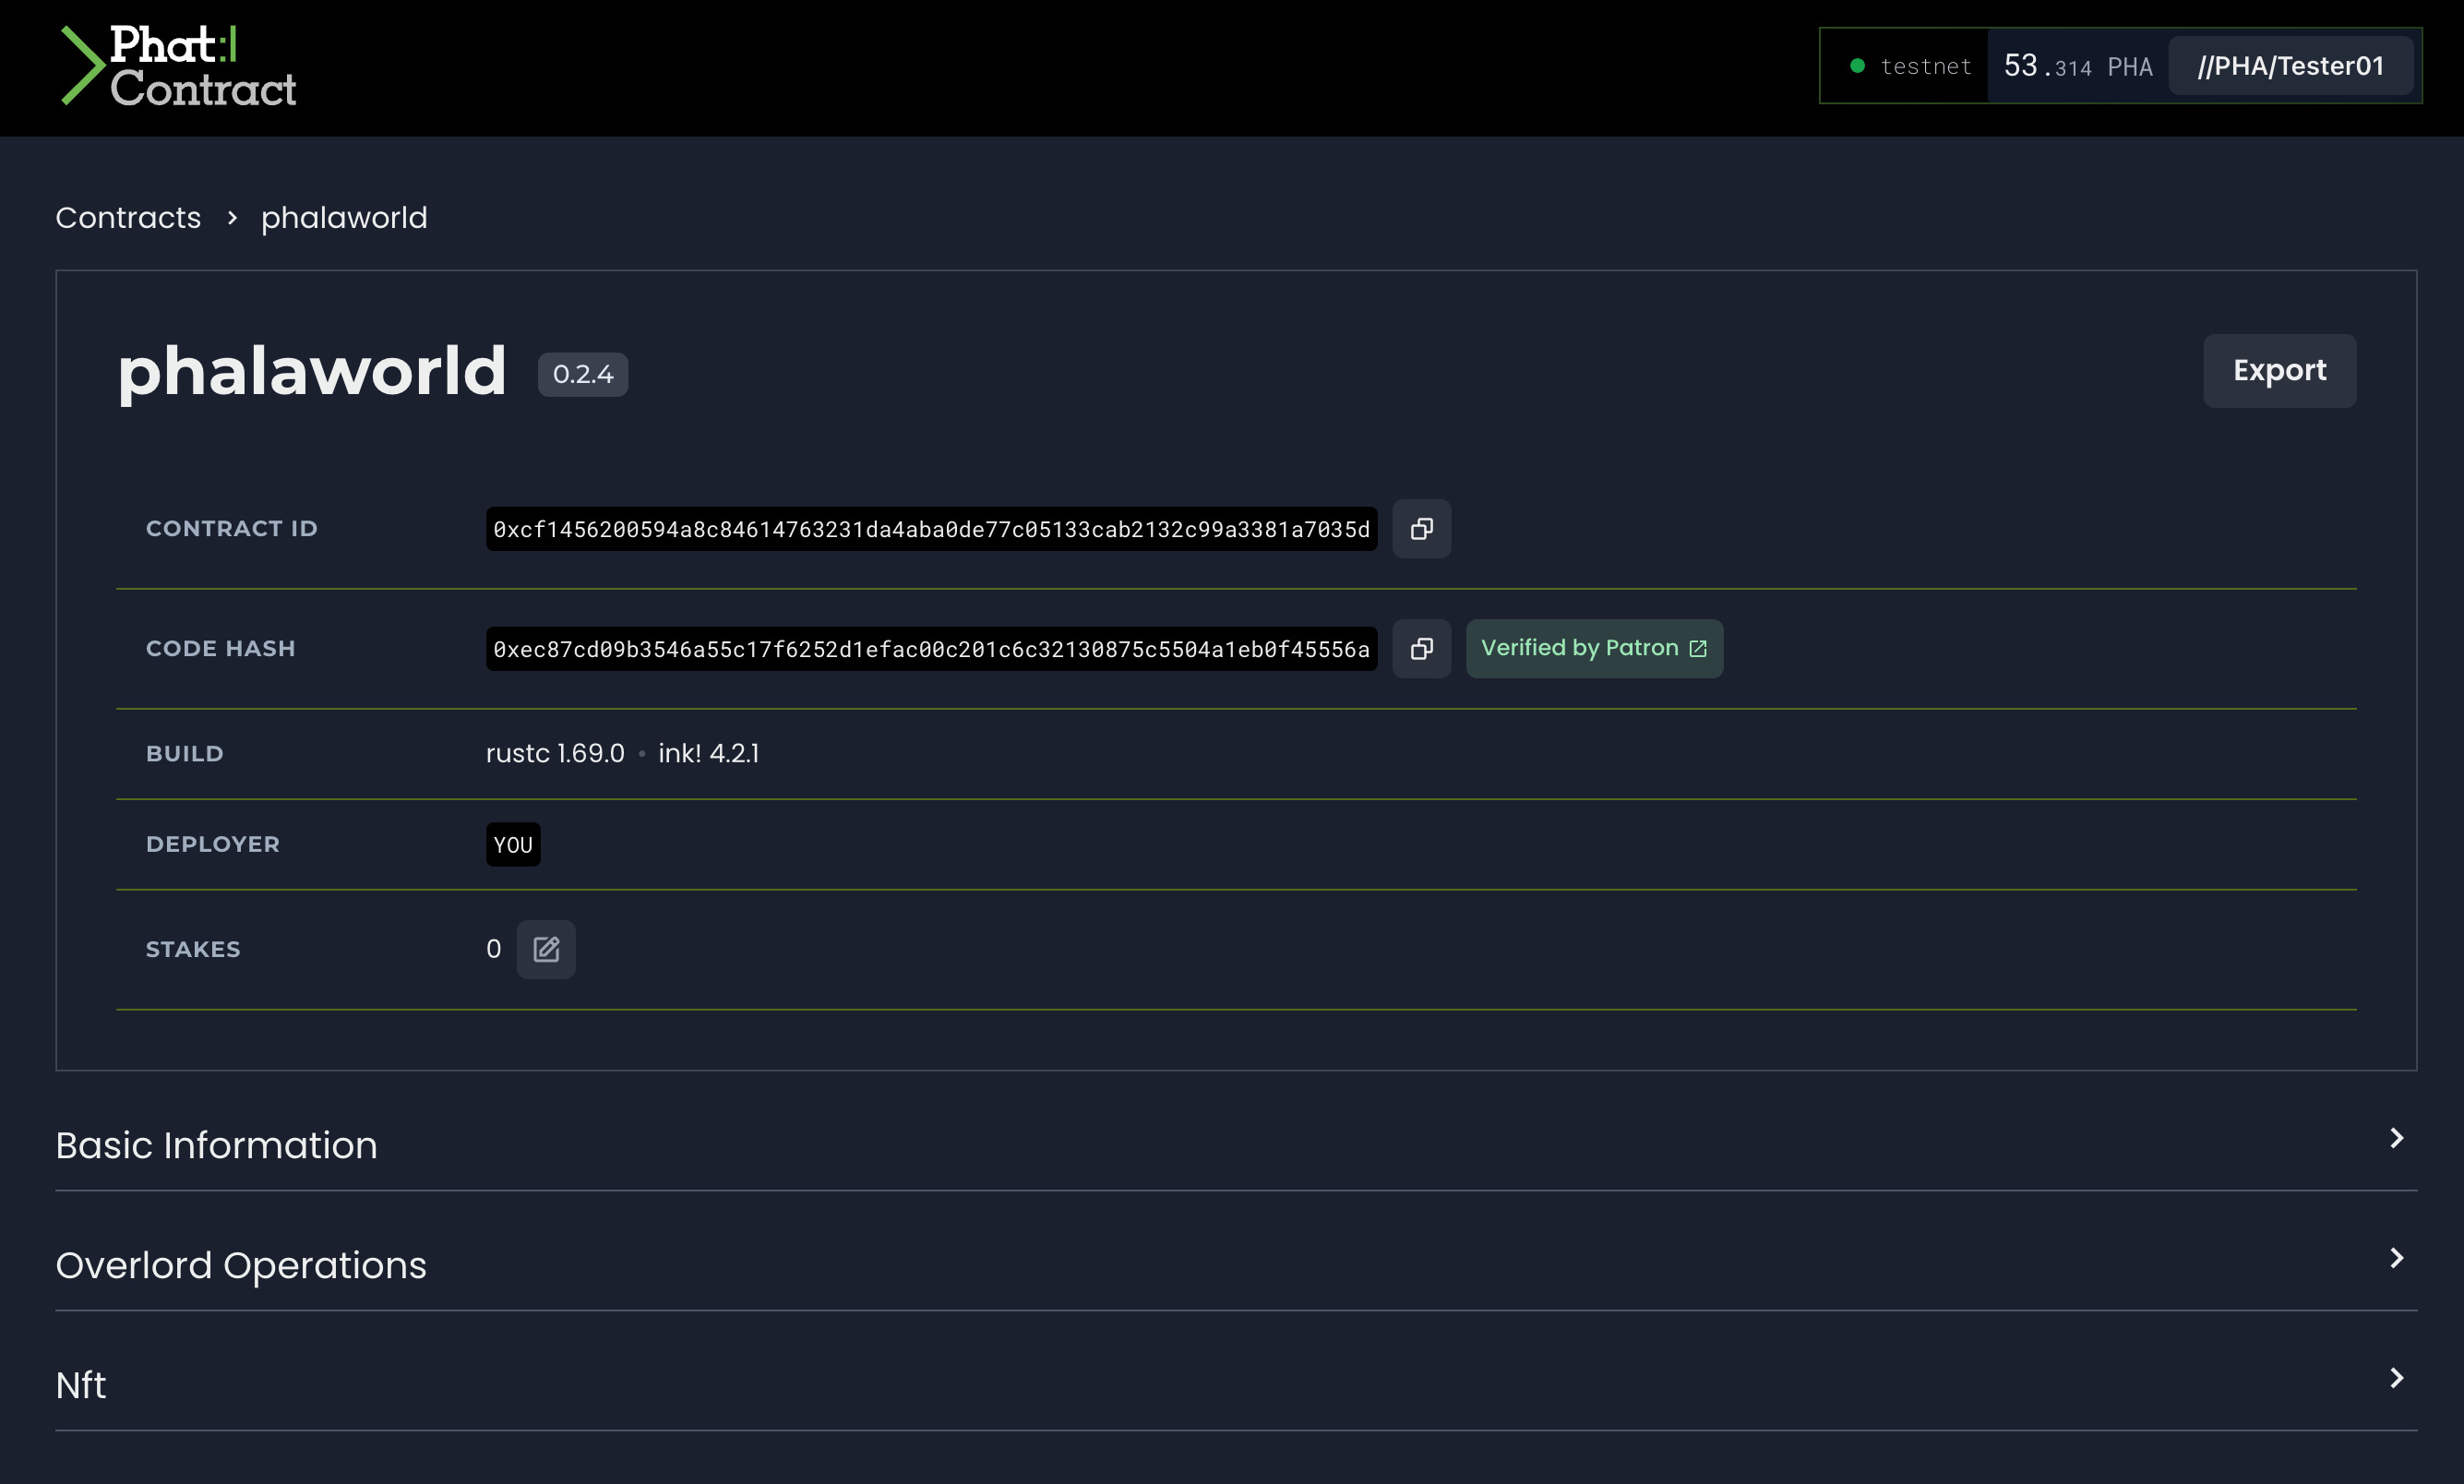 Phat:l
Contract
testnet 53.314 PHA //PHA/Tester01
Contracts > phalaworld
phalaworld 0.2.4 Export
CONTRACT ID 0xcf1456200594a8c84614763231da4aba0de77c05133cab2132c99a3381a7035d
CODE HASH 0xec87cd09b3546a55c17f6252d1efac00c201c6c32130875c5504a1eb0f45556a Verified by Patron
BUILD rustc 1.69.0 • ink! 4.2.1
DEPLOYER YOU
STAKES 0
Basic Information
Overlord Operations
Nft